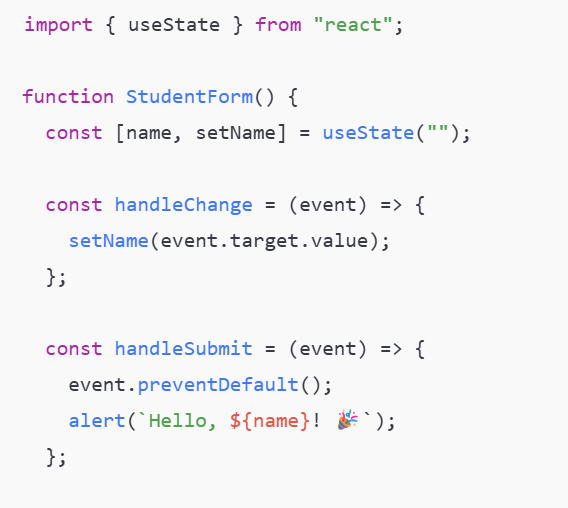 import { useState } from "react";
function StudentForm() {
const [name, setName] = useState("");
const handleChange = (event) => {
setName(event.target.value);
};
const handleSubmit = (event) => {
event.preventDefault();
alert(`Hello, ${name}! 🎉`);
};